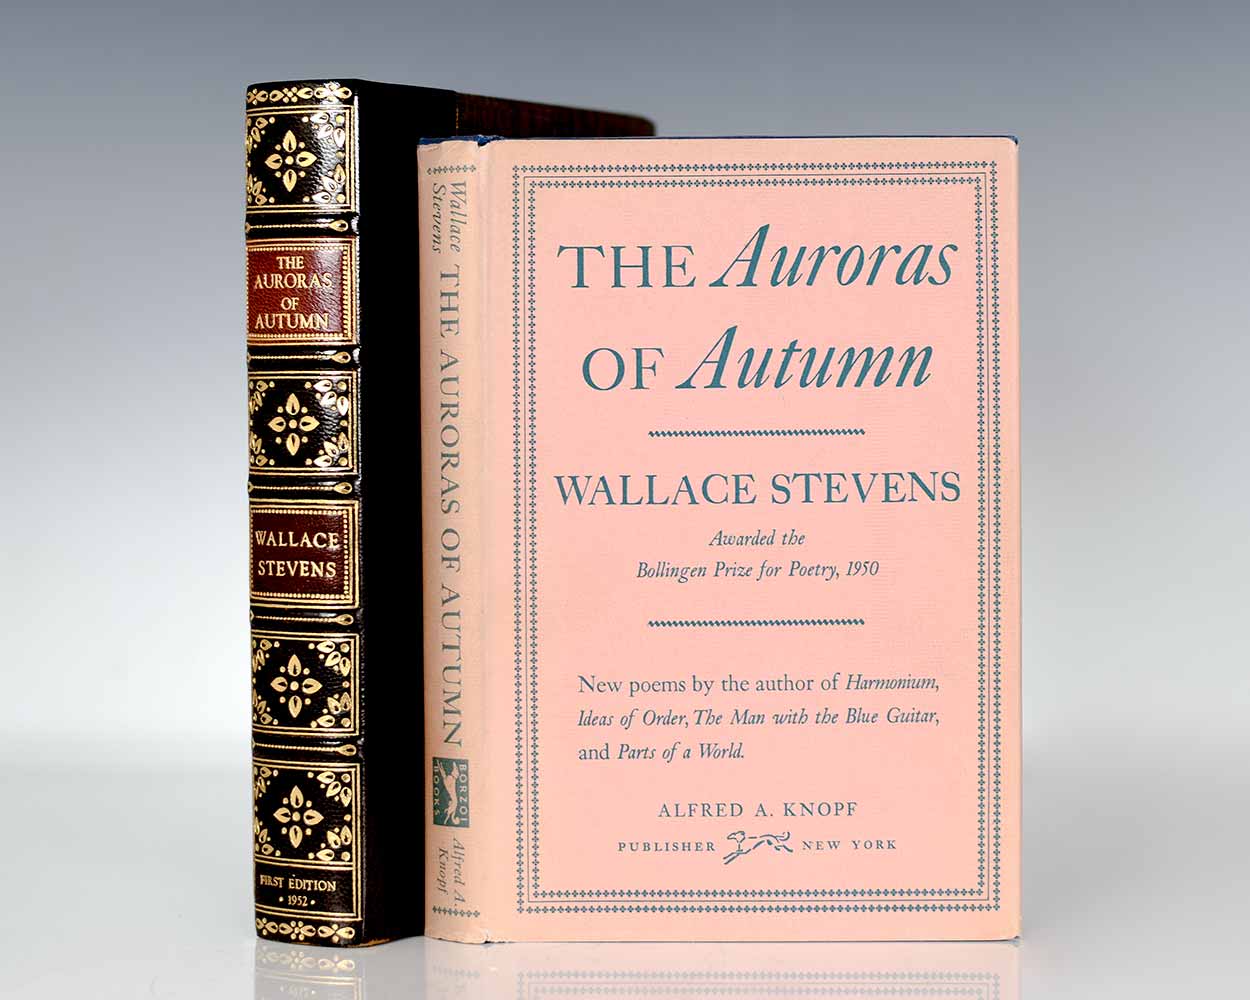 THE
AURORAS
OF
AUTUMN
WALLACE
STEVENS
FIRST EDITION
• 1952 •
Wallace
Stevens
THE AURORAS OF AUTUMN
BORZOI
BOOKS
Alfred A.
Knopf
THE Auroras
OF Autumn
WALLACE STEVENS
Awarded the
Bollingen Prize for Poetry, 1950
New poems by the author of Harmonium,
Ideas of Order, The Man with the Blue Guitar,
and Parts of a World.
ALFRED A. KNOPF
PUBLISHER NEW YORK